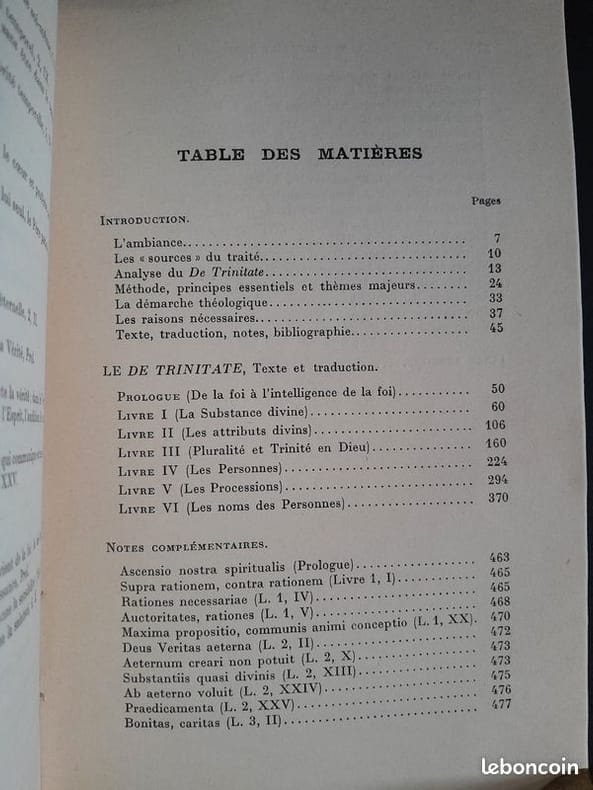 TABLE DES MATIÈRES
Pages
INTRODUCTION.
L'ambiance........................................ 7
Les « sources » du traité............................. 10
Analyse du De Trinitate............................. 13
Méthode, principes essentiels et thèmes majeurs........ 24
La démarche théologique............................. 33
Les raisons nécessaires............................... 37
Texte, traduction, notes, bibliographie................. 45
LE DE TRINITATE, Texte et traduction.
PROLOGUE (De la foi à l'intelligence de la foi)........... 50
LIVRE I (La Substance divine)........................ 60
LIVRE II (Les attributs divins)........................ 106
LIVRE III (Pluralité et Trinité en Dieu)............... 160
LIVRE IV (Les Personnes)........................... 224
LIVRE V (Les Processions)........................... 294
LIVRE VI (Les noms des Personnes)................... 370
NOTES COMPLÉMENTAIRES.
Ascensio nostra spiritualis (Prologue)................. 463
Supra rationem, contra rationem (Livre 1, I)........... 465
Rationes necessariae (L. 1, IV)....................... 465
Auctoritates, rationes (L. 1, V)....................... 468
Maxima propositio, communis animi conceptio (L. 1, XX). 470
Deus Veritas aeterna (L. 2, II)....................... 472
Aeternum creari non potuit (L. 2, X)................. 473
Substantiis quasi divinis (L. 2, XIII)................. 473
Ab aeterno voluit (L. 2, XXIV)...................... 475
Praedicamenta (L. 2, XXV).......................... 476
Bonitas, caritas (L. 3, II)............................ 477
leboncoin